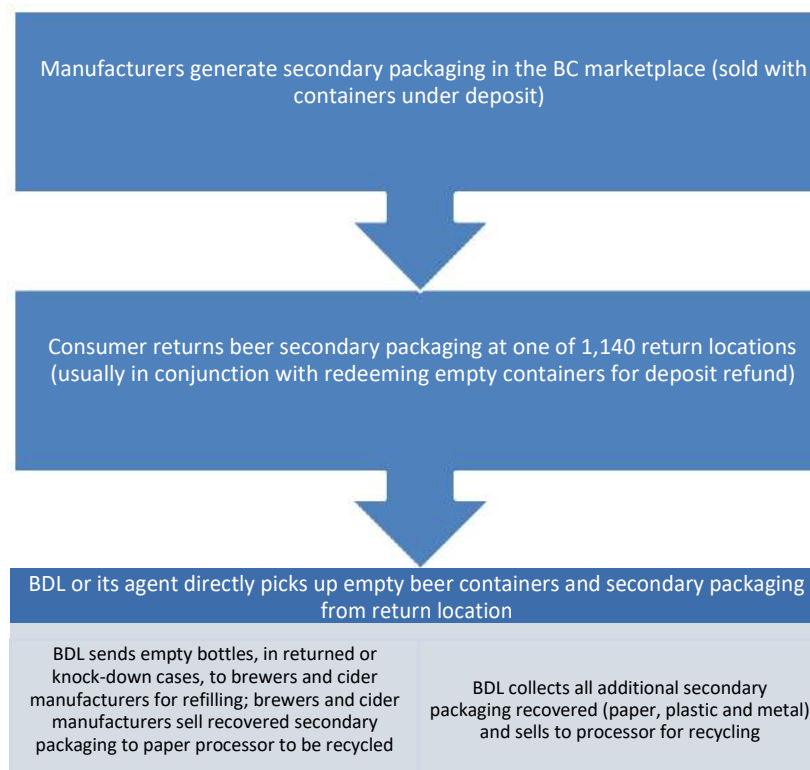 Manufacturers generate secondary packaging in the BC marketplace (sold with
containers under deposit)
Consumer returns beer secondary packaging at one of 1,140 return locations
(usually in conjunction with redeeming empty containers for deposit refund)
BDL or its agent directly picks up empty beer containers and secondary packaging
from return location
BDL sends empty bottles, in returned or
knock-down cases, to brewers and cider
manufacturers for refilling; brewers and cider
manufacturers sell recovered secondary
packaging to paper processor to be recycled
BDL collects all additional secondary
packaging recovered (paper, plastic and metal)
and sells to processor for recycling